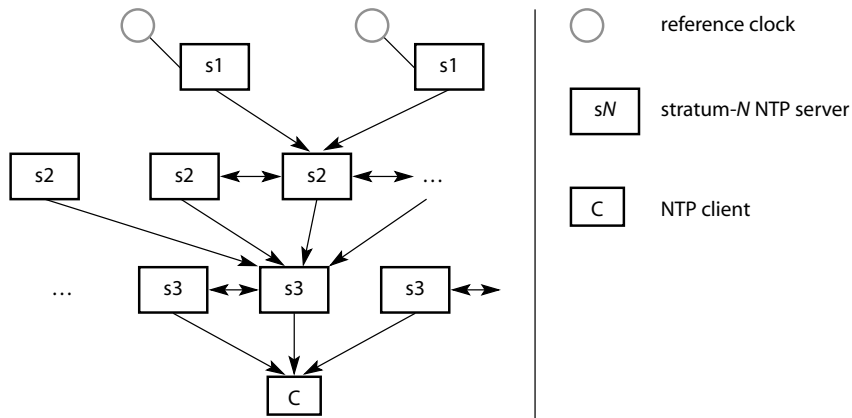 s1
s1
s2
s2
s2
...
...
s3
s3
s3
C
reference clock
sN
stratum-N NTP server
C
NTP client